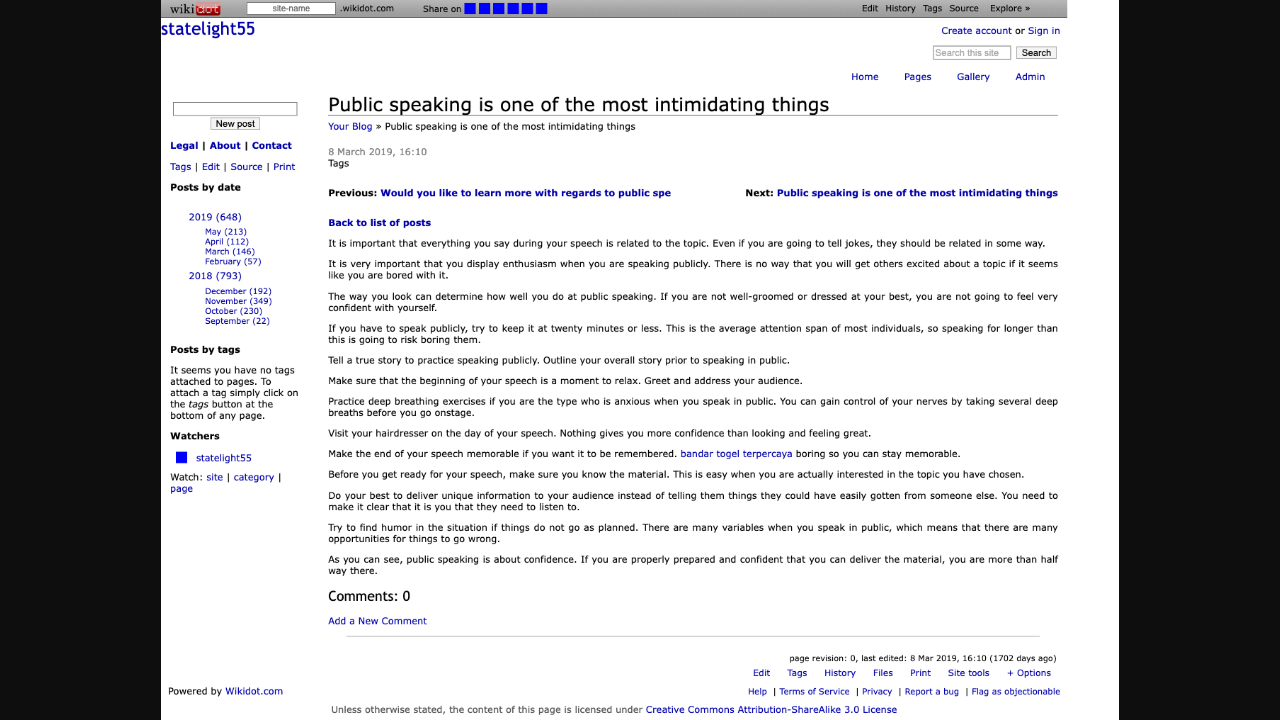 wikidot site-name .wikidot.com Share on Edit History Tags Source Explore »
statelight55
Create account or Sign in
Search this site Search
Home Pages Gallery Admin
New post
Legal | About | Contact
Tags | Edit | Source | Print
Posts by date
2019 (648)
May (213)
April (112)
March (146)
February (57)
2018 (793)
December (192)
November (349)
October (230)
September (22)
Posts by tags
It seems you have no tags
attached to pages. To
attach a tag simply click on
the tags button at the
bottom of any page.
Watchers
statelight55
Watch: site | category |
page
Public speaking is one of the most intimidating things
Your Blog » Public speaking is one of the most intimidating things
8 March 2019, 16:10
Tags
Previous: Would you like to learn more with regards to public spe Next: Public speaking is one of the most intimidating things
Back to list of posts
It is important that everything you say during your speech is related to the topic. Even if you are going to tell jokes, they should be related in some way.
It is very important that you display enthusiasm when you are speaking publicly. There is no way that you will get others excited about a topic if it seems
like you are bored with it.
The way you look can determine how well you do at public speaking. If you are not well-groomed or dressed at your best, you are not going to feel very
confident with yourself.
If you have to speak publicly, try to keep it at twenty minutes or less. This is the average attention span of most individuals, so speaking for longer than
this is going to risk boring them.
Tell a true story to practice speaking publicly. Outline your overall story prior to speaking in public.
Make sure that the beginning of your speech is a moment to relax. Greet and address your audience.
Practice deep breathing exercises if you are the type who is anxious when you speak in public. You can gain control of your nerves by taking several deep
breaths before you go onstage.
Visit your hairdresser on the day of your speech. Nothing gives you more confidence than looking and feeling great.
Make the end of your speech memorable if you want it to be remembered. bandar togel terpercaya boring so you can stay memorable.
Before you get ready for your speech, make sure you know the material. This is easy when you are actually interested in the topic you have chosen.
Do your best to deliver unique information to your audience instead of telling them things they could have easily gotten from someone else. You need to
make it clear that it is you that they need to listen to.
Try to find humor in the situation if things do not go as planned. There are many variables when you speak in public, which means that there are many
opportunities for things to go wrong.
As you can see, public speaking is about confidence. If you are properly prepared and confident that you can deliver the material, you are more than half
way there.
Comments: 0
Add a New Comment
page revision: 0, last edited: 8 Mar 2019, 16:10 (1702 days ago)
Edit Tags History Files Print Site tools + Options
Powered by Wikidot.com Help | Terms of Service | Privacy | Report a bug | Flag as objectionable
Unless otherwise stated, the content of this page is licensed under Creative Commons Attribution-ShareAlike 3.0 License